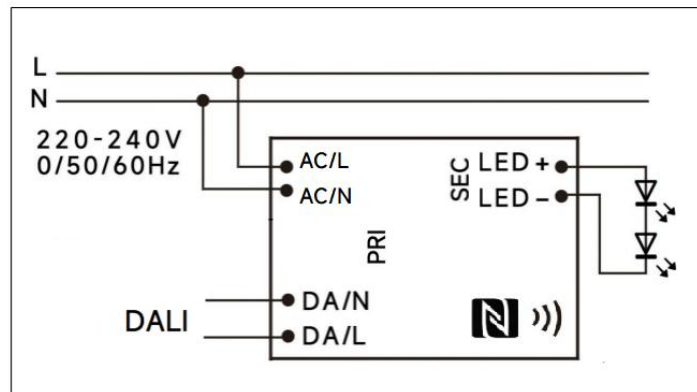 L
N
220-240V
0/50/60Hz
AC/L
AC/N
PRI
SEC
LED +
LED -
DALI
DA/N
DA/L